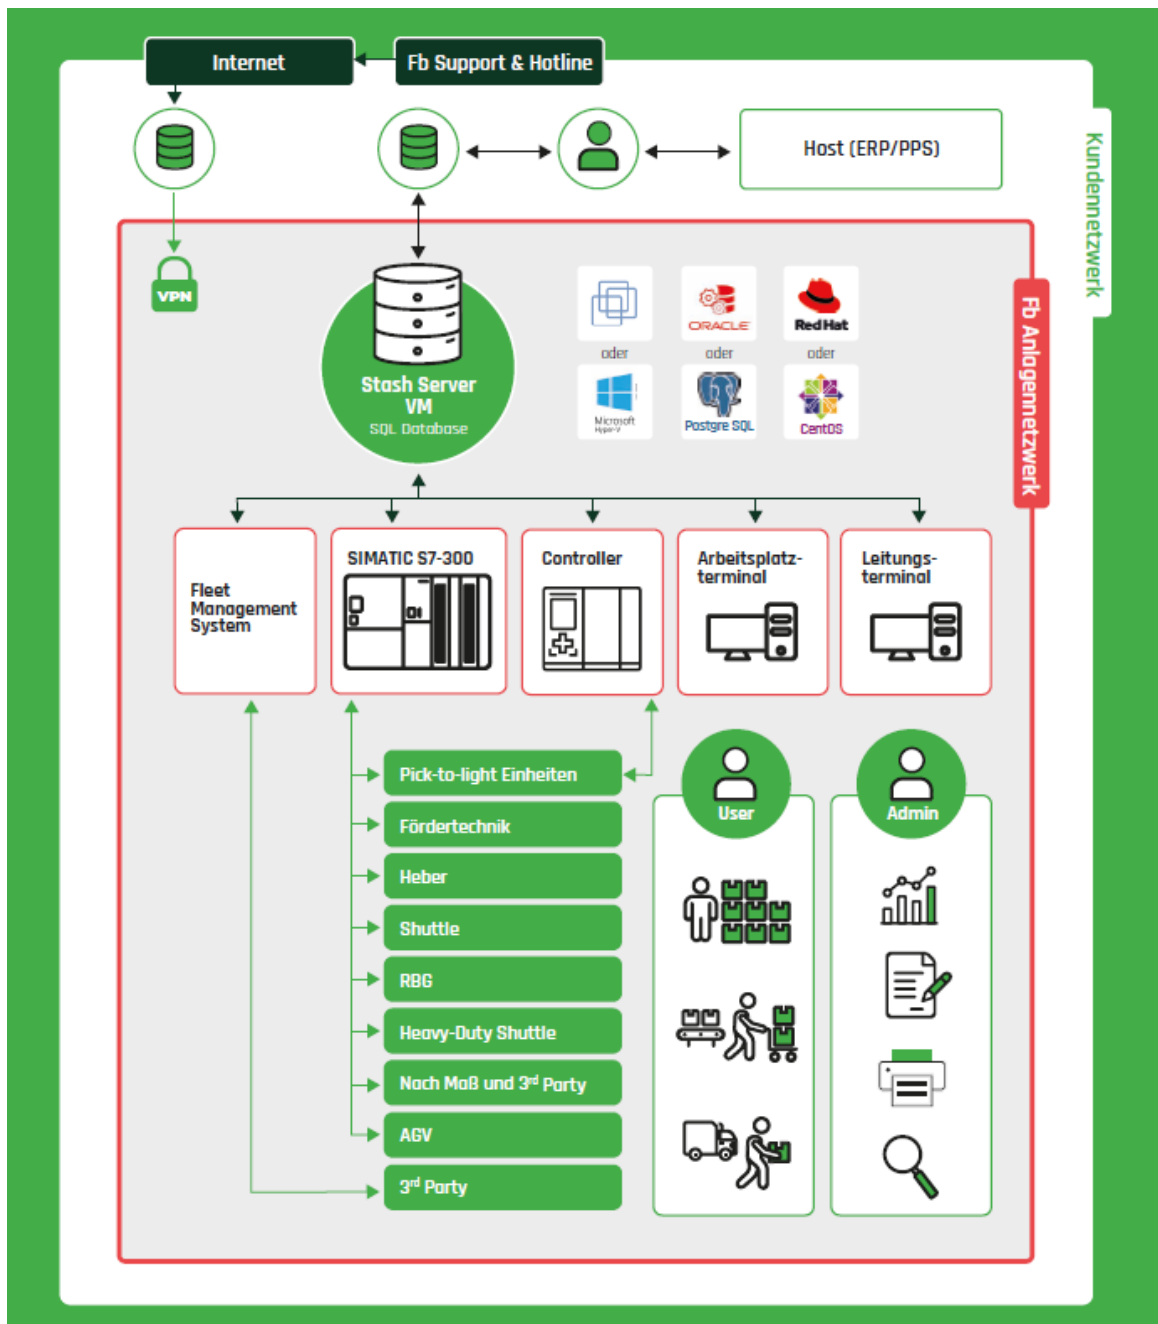 Internet
Fb Support & Hotline
Host (ERP/PPS)
Kundennetzwerk
VPN
Fb Anlagennetzwerk
Stash Server
VM
SQL Database
oder
ORACLE
oder
Red Hat
oder
Microsoft
Hyper-V
Postgre SQL
CentOS
Fleet
Management
System
SIMATIC S7-300
Controller
Arbeitsplatz-
terminal
Leitungs-
terminal
Pick-to-light Einheiten
Fördertechnik
Heber
Shuttle
RBG
Heavy-Duty Shuttle
Nach Maß und 3rd Party
AGV
3rd Party
User
Admin